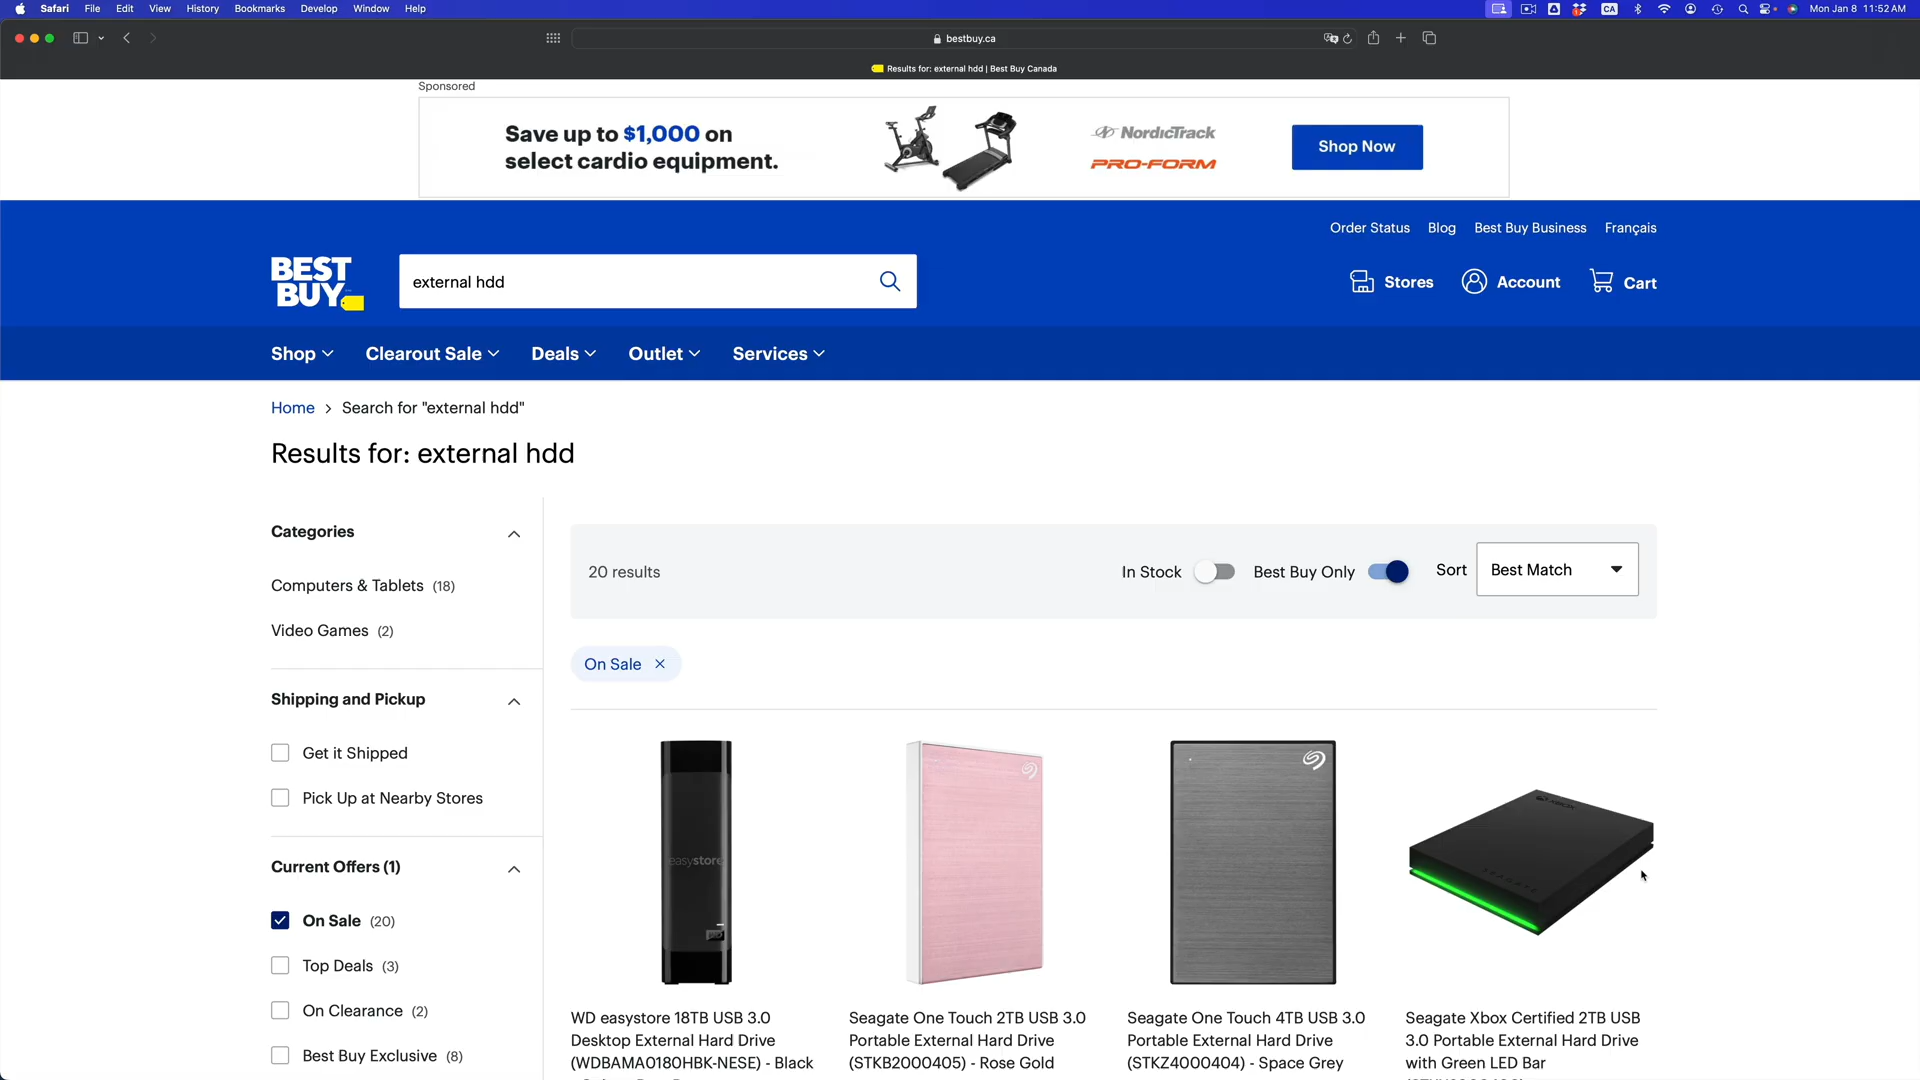 Safari File Edit View History Bookmarks Develop Window Help CA Mon Jan 8 11:52 AM
bestbuy.ca
Results for: external hdd | Best Buy Canada
Sponsored
Save up to $1,000 on
select cardio equipment.
NordicTrack
PRO-FORM
Shop Now
Order Status Blog Best Buy Business Français
BEST
BUY
external hdd
Stores Account Cart
Shop Clearout Sale Deals Outlet Services
Home > Search for "external hdd"
Results for: external hdd
Categories
Computers & Tablets (18)
Video Games (2)
Shipping and Pickup
Get it Shipped
Pick Up at Nearby Stores
Current Offers (1)
On Sale (20)
Top Deals (3)
On Clearance (2)
Best Buy Exclusive (8)
20 results In Stock Best Buy Only Sort Best Match
On Sale ×
easystore
XBOX
SEAGATE
WD easystore 18TB USB 3.0
Desktop External Hard Drive
(WDBAMA0180HBK-NESE) - Black
Seagate One Touch 2TB USB 3.0
Portable External Hard Drive
(STKB2000405) - Rose Gold
Seagate One Touch 4TB USB 3.0
Portable External Hard Drive
(STKZ4000404) - Space Grey
Seagate Xbox Certified 2TB USB
3.0 Portable External Hard Drive
with Green LED Bar